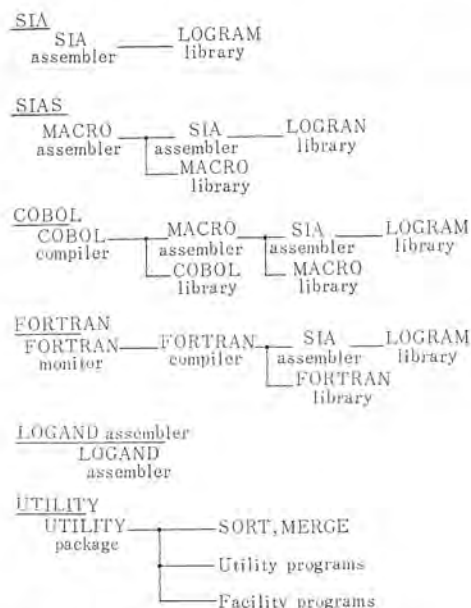 SIA
SIA LOGRAM
assembler library
SIAS
MACRO SIA LOGRAN
assembler assembler library
MACRO
library
COBOL
COBOL MACRO SIA LOGRAM
compiler assembler assembler library
COBOL MACRO
library library
FORTRAN
FORTRAN FORTRAN SIA LOGRAM
monitor compiler assembler library
FORTRAN
library
LOGAND assembler
LOGAND
assembler
UTILITY
UTILITY SORT, MERGE
package
Utility programs
Facility programs